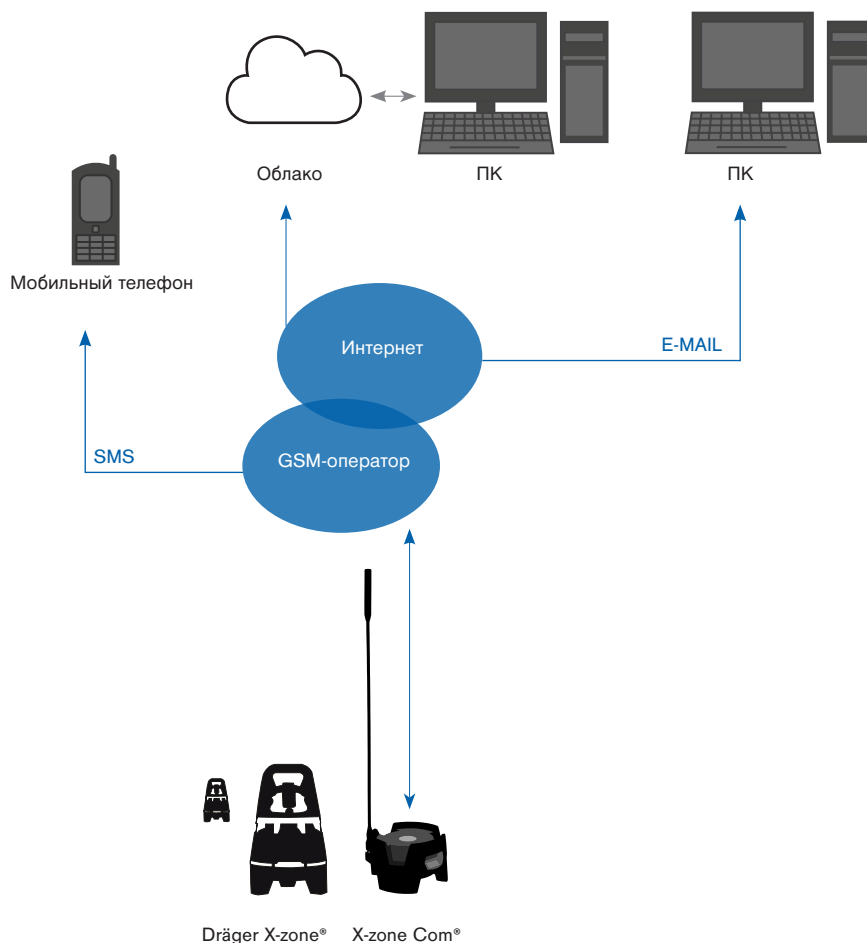 Облако
ПК
ПК
Мобильный телефон
Интернет
E-MAIL
SMS
GSM-оператор
Dräger X-zone®
X-zone Com®